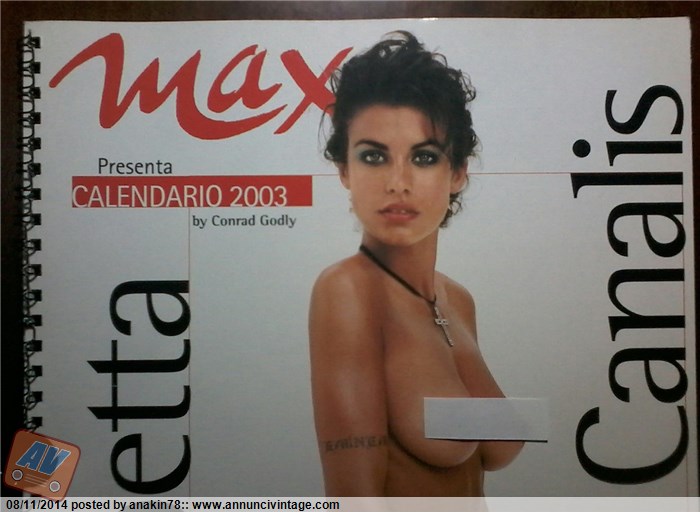 max
Presenta
CALENDARIO 2003
by Conrad Godly
etta
Canalis
AV
08/11/2014 posted by anakin78:: www.annuncivintage.com